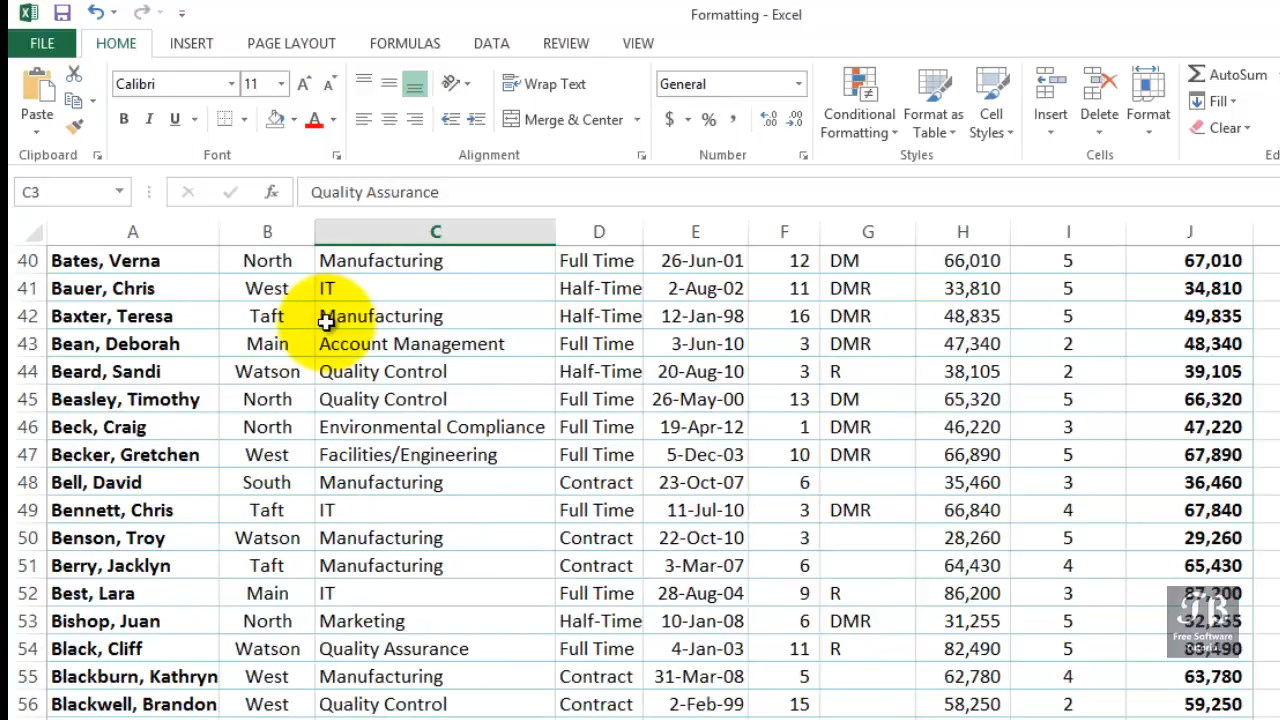 Formatting - Excel
FILE HOME INSERT PAGE LAYOUT FORMULAS DATA REVIEW VIEW
Calibri 11 A A Wrap Text General AutoSum
Paste B I U A Merge & Center $ % , Conditional Formatting Format as Table Cell Styles Insert Delete Format Fill
Clear
Clipboard Font Alignment Number Styles Cells
C3 fx Quality Assurance
A B C D E F G H I J
40 Bates, Verna North Manufacturing Full Time 26-Jun-01 12 DM 66,010 5 67,010
41 Bauer, Chris West IT Half-Time 2-Aug-02 11 DMR 33,810 5 34,810
42 Baxter, Teresa Taft Manufacturing Half-Time 12-Jan-98 16 DMR 48,835 5 49,835
43 Bean, Deborah Main Account Management Full Time 3-Jun-10 3 DMR 47,340 2 48,340
44 Beard, Sandi Watson Quality Control Half-Time 20-Aug-10 3 R 38,105 2 39,105
45 Beasley, Timothy North Quality Control Full Time 26-May-00 13 DM 65,320 5 66,320
46 Beck, Craig North Environmental Compliance Full Time 19-Apr-12 1 DMR 46,220 3 47,220
47 Becker, Gretchen West Facilities/Engineering Full Time 5-Dec-03 10 DMR 66,890 5 67,890
48 Bell, David South Manufacturing Contract 23-Oct-07 6 35,460 3 36,460
49 Bennett, Chris Taft IT Full Time 11-Jul-10 3 DMR 66,840 4 67,840
50 Benson, Troy Watson Manufacturing Contract 22-Oct-10 3 28,260 5 29,260
51 Berry, Jacklyn Taft Manufacturing Contract 3-Mar-07 6 64,430 4 65,430
52 Best, Lara Main IT Full Time 28-Aug-04 9 R 86,200 3 87,200
53 Bishop, Juan North Marketing Half-Time 10-Jan-08 6 DMR 31,255 5 32,255
54 Black, Cliff Watson Quality Assurance Full Time 4-Jan-03 11 R 82,490 5
55 Blackburn, Kathryn West Manufacturing Contract 31-Mar-08 5 62,780 4 63,780
56 Blackwell, Brandon West Quality Control Contract 2-Feb-99 15 58,250 2 59,250
TB
Free Software